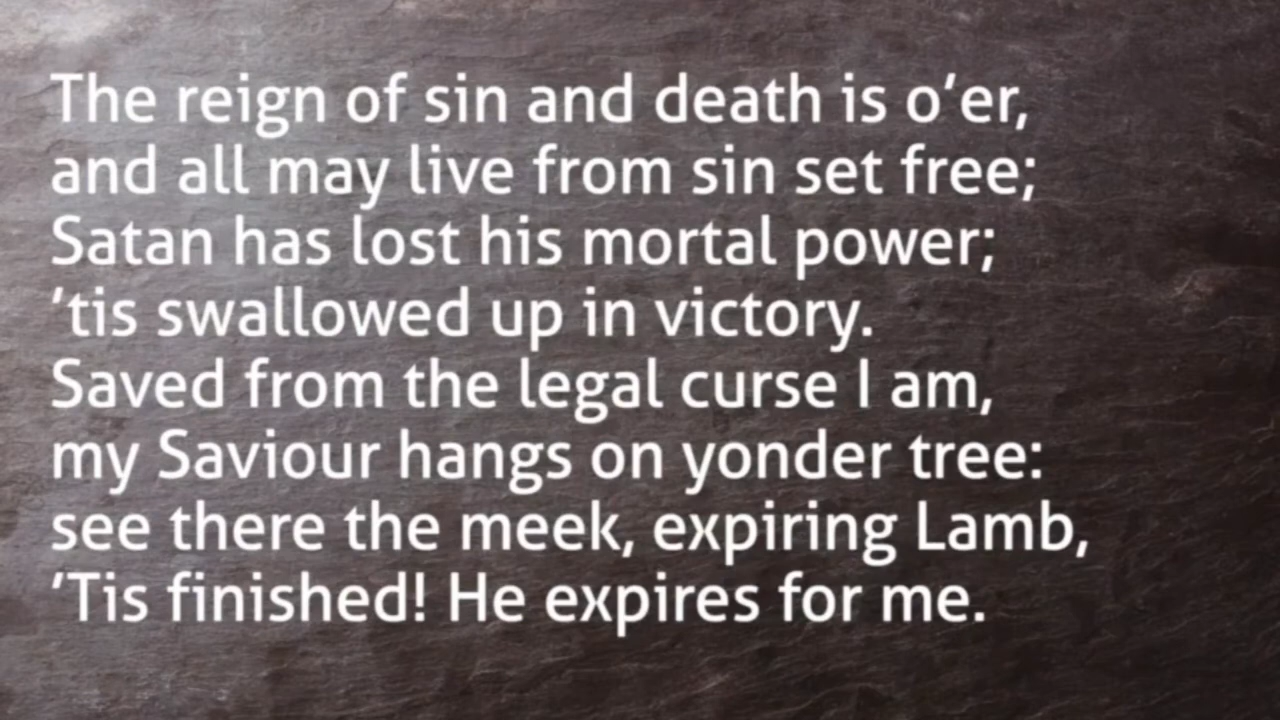 The reign of sin and death is o’er,
and all may live from sin set free;
Satan has lost his mortal power;
’tis swallowed up in victory.
Saved from the legal curse I am,
my Saviour hangs on yonder tree:
see there the meek, expiring Lamb,
’Tis finished! He expires for me.